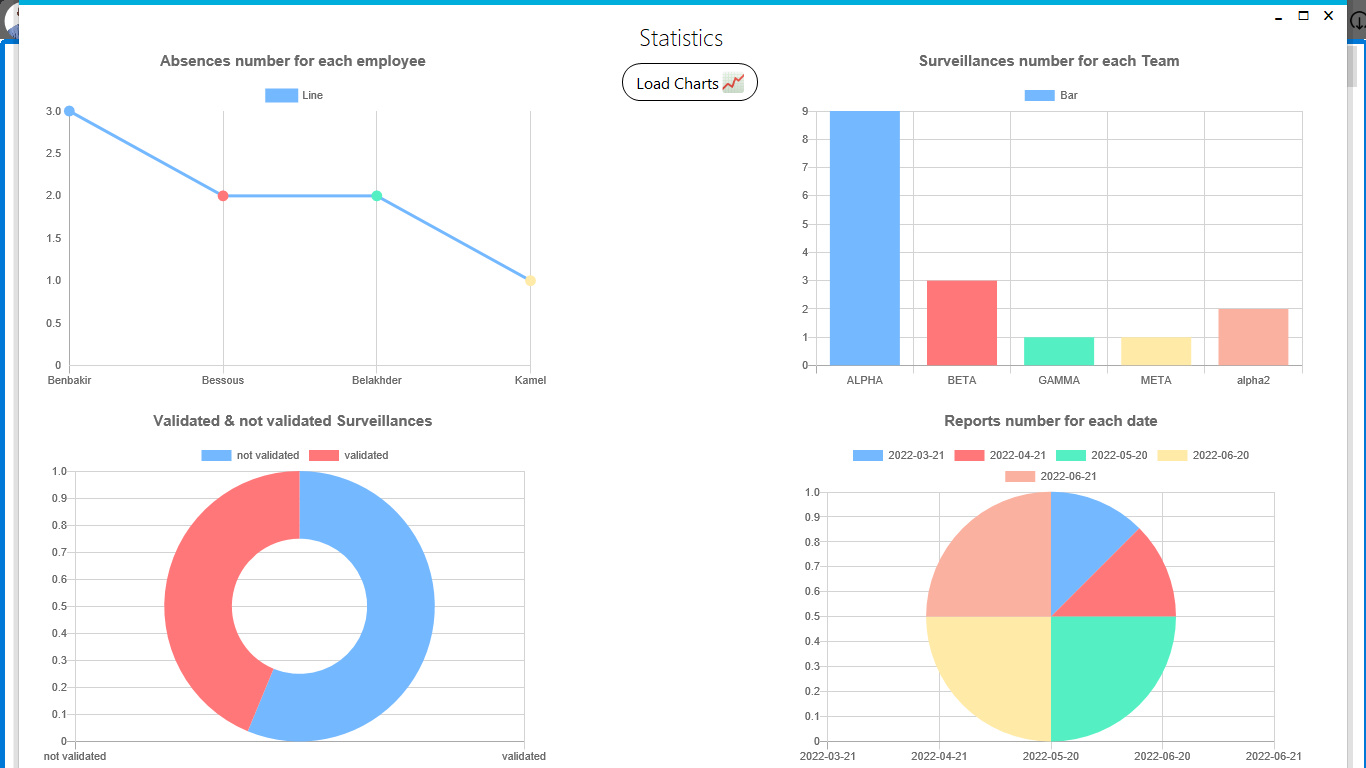 Statistics
Load Charts
Absences number for each employee
Line
3.0
2.5
2.0
1.5
1.0
0.5
0
Benbakir Bessous Belakhder Kamel
Surveillances number for each Team
Bar
9
8
7
6
5
4
3
2
1
0
ALPHA BETA GAMMA META alpha2
Validated & not validated Surveillances
not validated validated
1.0
0.9
0.8
0.7
0.6
0.5
0.4
0.3
0.2
0.1
0
not validated validated
Reports number for each date
2022-03-21 2022-04-21 2022-05-20 2022-06-20
2022-06-21
1.0
0.9
0.8
0.7
0.6
0.5
0.4
0.3
0.2
0.1
0
2022-03-21 2022-04-21 2022-05-20 2022-06-20 2022-06-21